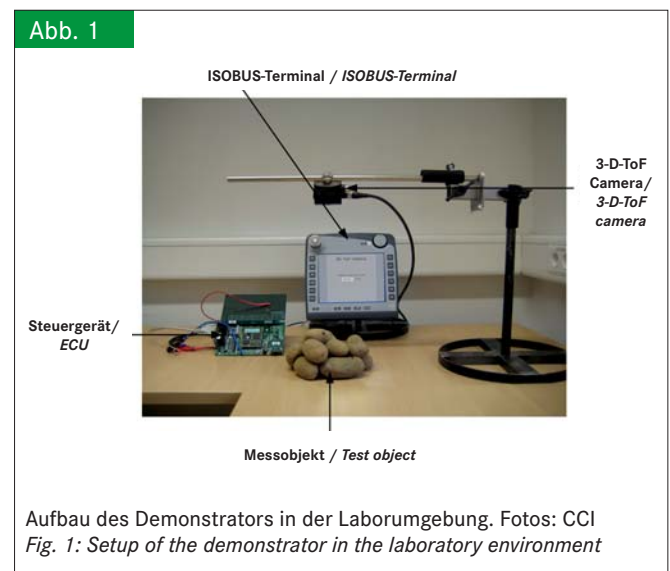 Abb. 1
ISOBUS-Terminal / ISOBUS-Terminal
3-D-ToF
Camera/
3-D-ToF
camera
Steuergerät/
ECU
Messobjekt / Test object
Aufbau des Demonstrators in der Laborumgebung. Fotos: CCI
Fig. 1: Setup of the demonstrator in the laboratory environment